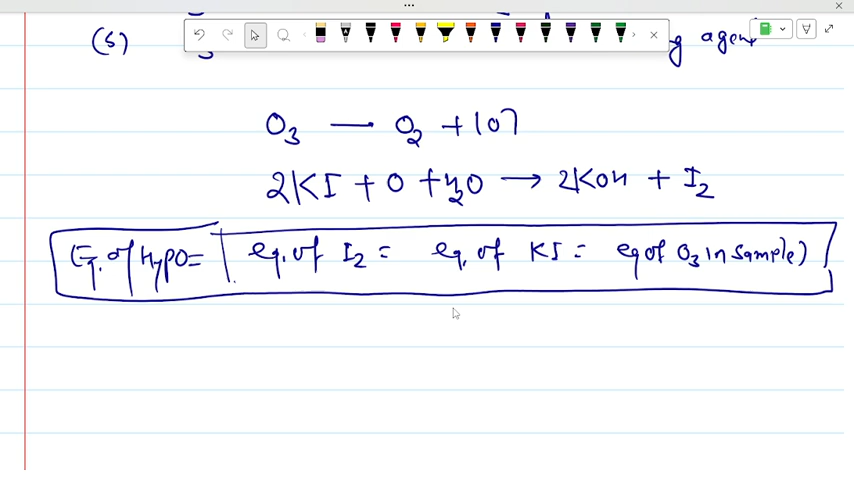 (5) agent
O3 — O2 + [O]
2KI + O + H2O → 2KOH + I2
Eq. of Hypo = (eq. of I2 = eq. of KI = eq of O3 in sample)